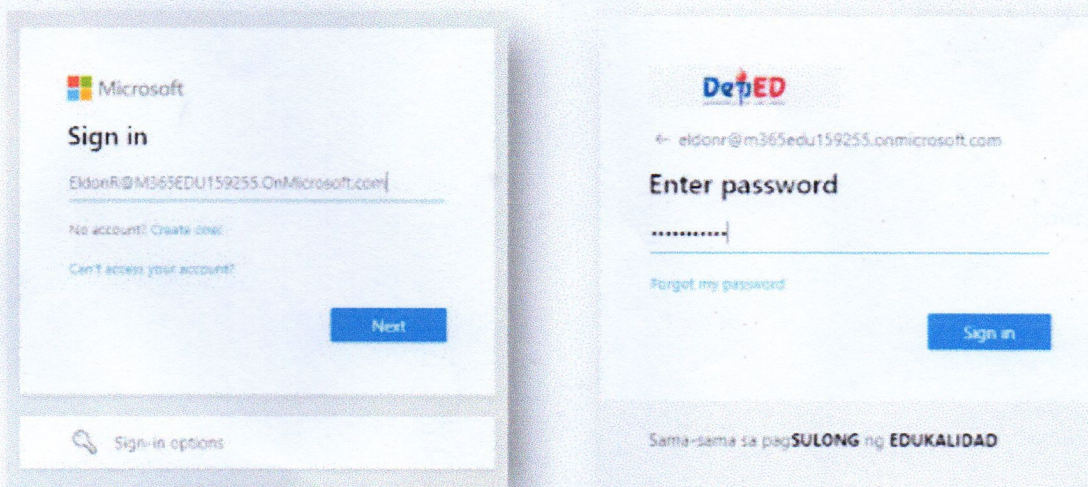 Microsoft
Sign in
EldonR@M365EDU159255.OnMicrosoft.com
No account? Create one!
Can't access your account?
Next
Sign-in options
DepED
← eldonr@m365edu159255.onmicrosoft.com
Enter password
...........
Forgot my password
Sign in
Sama-sama sa pagSULONG ng EDUKALIDAD